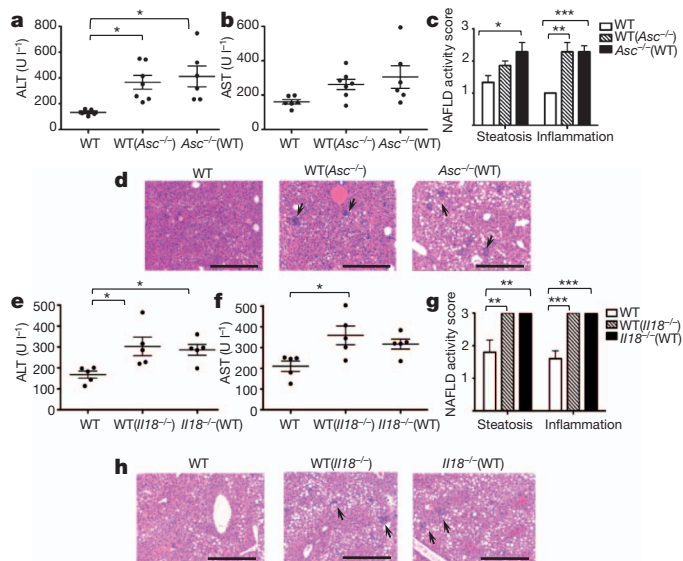 a
*
*
ALT (U l⁻¹)
800
600
400
200
0
WT
WT(Asc⁻/⁻)
Asc⁻/⁻(WT)
b
AST (U l⁻¹)
800
600
400
200
0
WT
WT(Asc⁻/⁻)
Asc⁻/⁻(WT)
c
NAFLD activity score
3
2
1
*
***
**
Steatosis
Inflammation
WT
WT(Asc⁻/⁻)
Asc⁻/⁻(WT)
d
WT
WT(Asc⁻/⁻)
Asc⁻/⁻(WT)
e
*
*
ALT (U l⁻¹)
500
400
300
200
100
0
WT
WT(Il18⁻/⁻)
Il18⁻/⁻(WT)
f
*
AST (U l⁻¹)
500
400
300
200
100
0
WT
WT(Il18⁻/⁻)
Il18⁻/⁻(WT)
g
NAFLD activity score
3
2
1
**
**
***
***
Steatosis
Inflammation
WT
WT(Il18⁻/⁻)
Il18⁻/⁻(WT)
h
WT
WT(Il18⁻/⁻)
Il18⁻/⁻(WT)